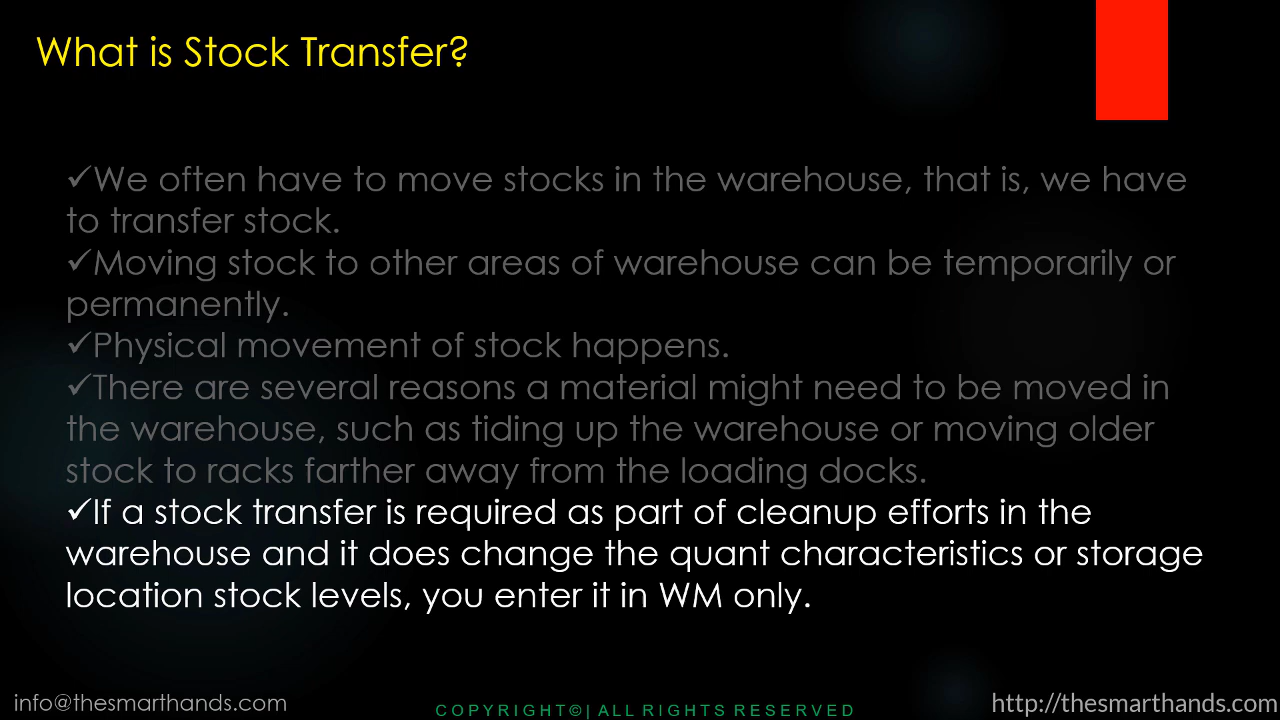 What is Stock Transfer?
✓We often have to move stocks in the warehouse, that is, we have
to transfer stock.
✓Moving stock to other areas of warehouse can be temporarily or
permanently.
✓Physical movement of stock happens.
✓There are several reasons a material might need to be moved in
the warehouse, such as tiding up the warehouse or moving older
stock to racks farther away from the loading docks.
✓If a stock transfer is required as part of cleanup efforts in the
warehouse and it does change the quant characteristics or storage
location stock levels, you enter it in WM only.
info@thesmarthands.com
COPYRIGHT©| ALL RIGHTS RESERVED
http://thesmarthands.com